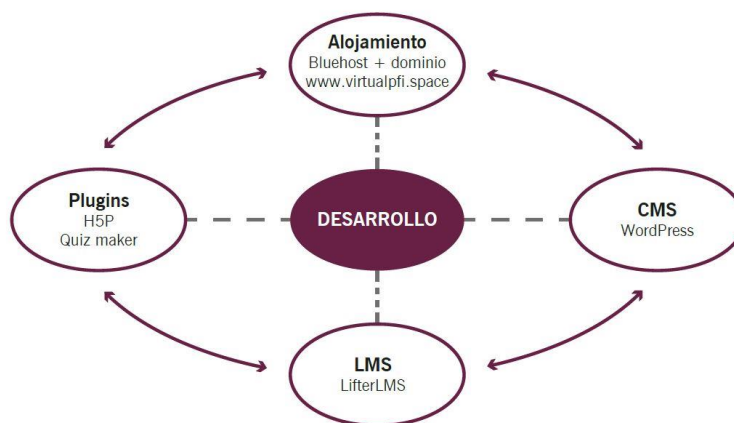 Alojamiento
Bluehost + dominio
www.virtualpfi.space
Plugins
H5P
Quiz maker
DESARROLLO
CMS
WordPress
LMS
LifterLMS